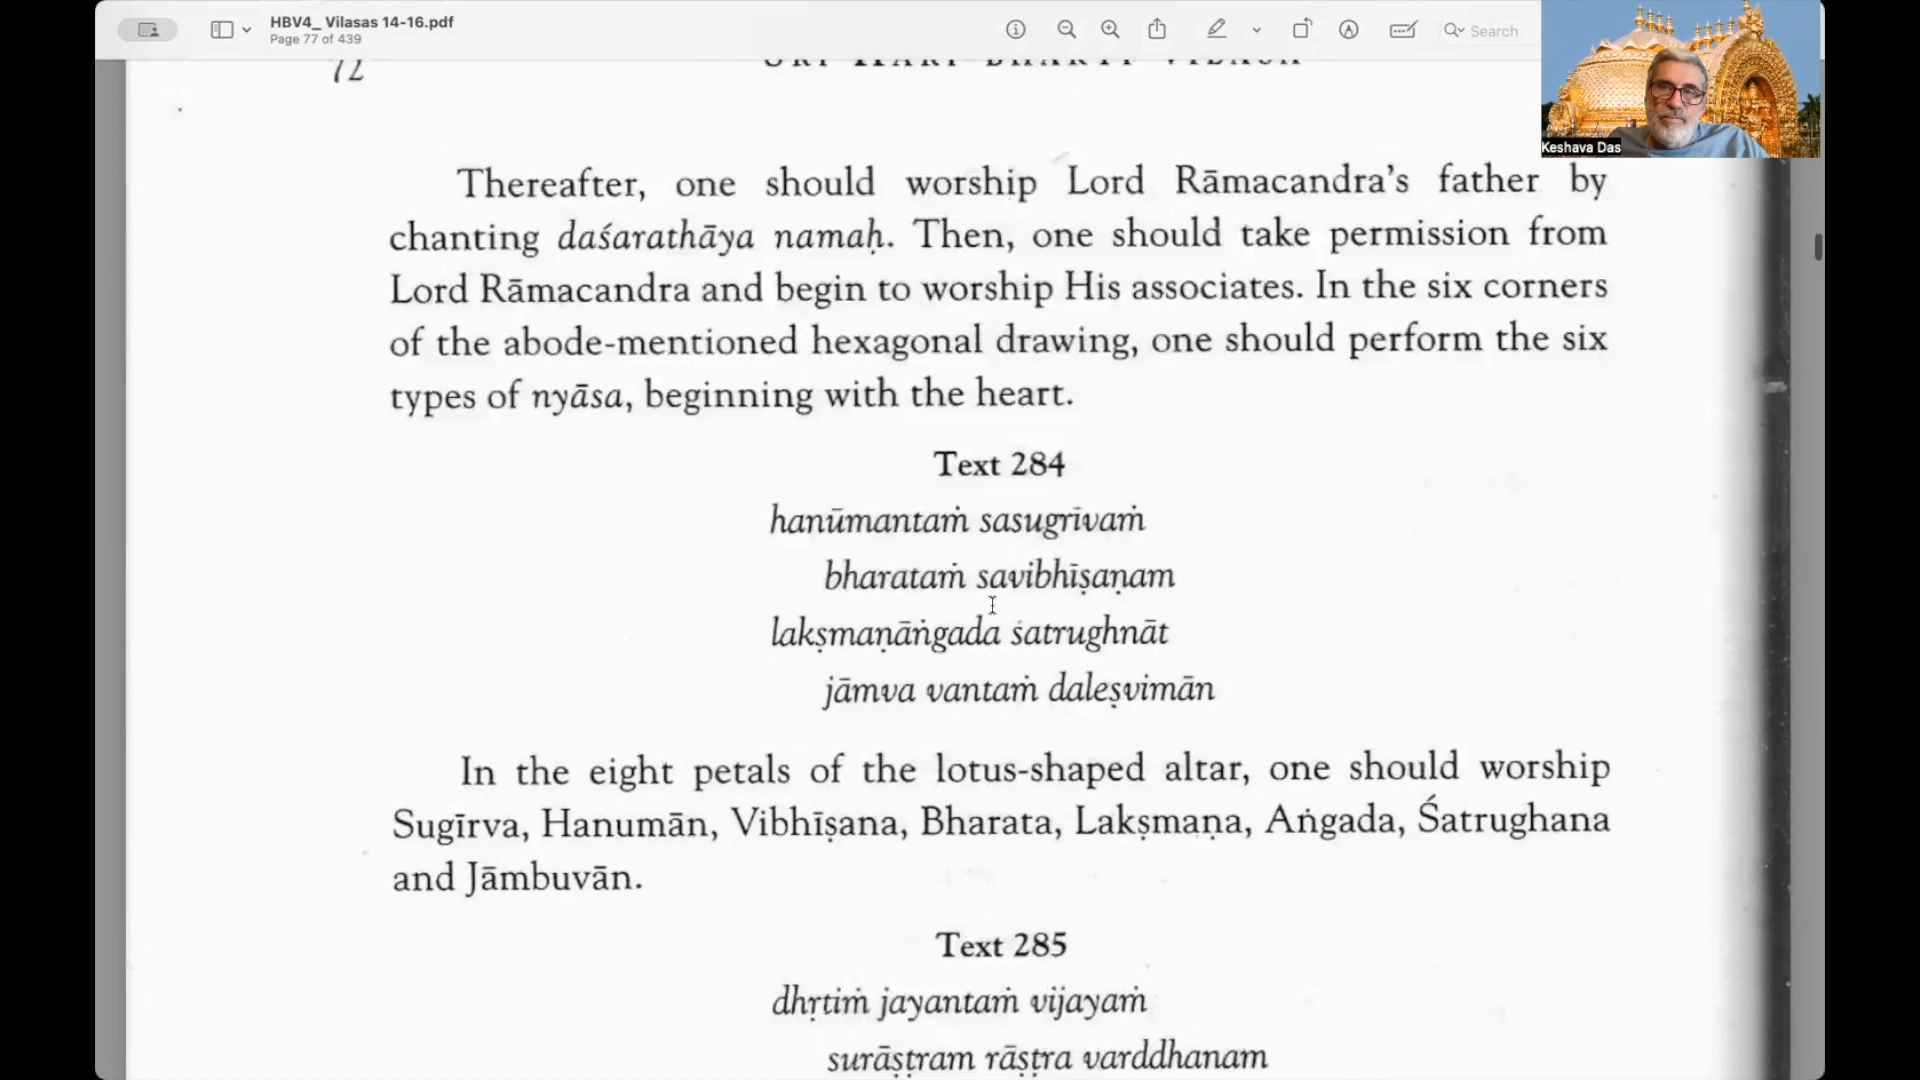 HBV4_ Vilasas 14-16.pdf
Page 77 of 439
Search
Keshava Das
72
Thereafter, one should worship Lord Rāmacandra’s father by
chanting daśarathāya namaḥ. Then, one should take permission from
Lord Rāmacandra and begin to worship His associates. In the six corners
of the abode-mentioned hexagonal drawing, one should perform the six
types of nyāsa, beginning with the heart.
Text 284
hanūmantaṁ sasugrīvaṁ
bharataṁ savibhīṣaṇam
lakṣmaṇāṅgada śatrughnāt
jāmva vantaṁ daleṣvimān
In the eight petals of the lotus-shaped altar, one should worship
Sugīrva, Hanumān, Vibhīṣana, Bharata, Lakṣmaṇa, Aṅgada, Śatrughana
and Jāmbuvān.
Text 285
dhṛtiṁ jayantaṁ vijayaṁ
surāṣṭram rāṣṭra varddhanam